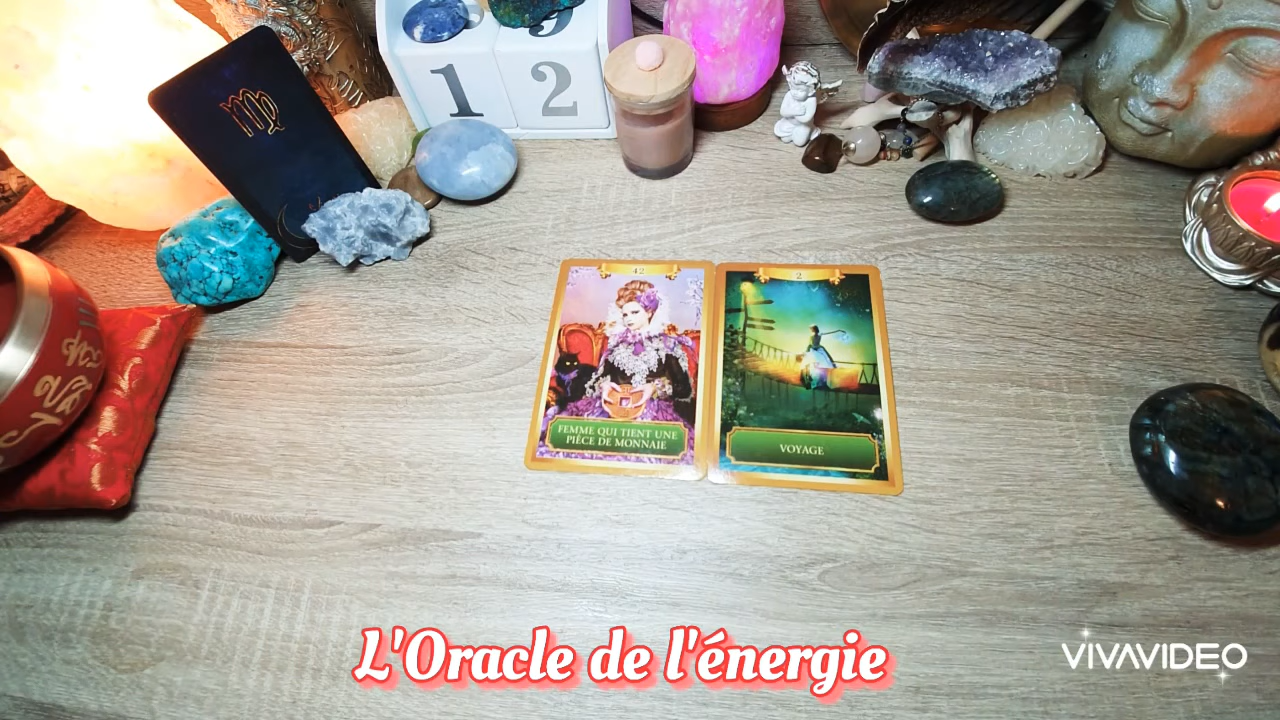 1 2
42
FEMME QUI TIENT UNE
PIÈCE DE MONNAIE
2
VOYAGE
L'Oracle de l'énergie
VIVAVIDEO